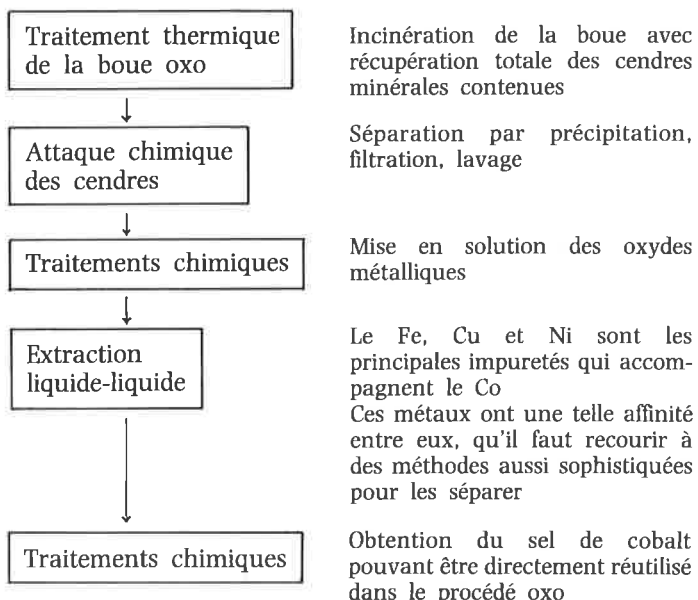 Traitement thermique
de la boue oxo
Incinération de la boue avec
récupération totale des cendres
minérales contenues
Attaque chimique
des cendres
Séparation par précipitation,
filtration, lavage
Traitements chimiques
Mise en solution des oxydes
métalliques
Extraction
liquide-liquide
Le Fe, Cu et Ni sont les
principales impuretés qui accom-
pagnent le Co
Ces métaux ont une telle affinité
entre eux, qu'il faut recourir à
des méthodes aussi sophistiquées
pour les séparer
Traitements chimiques
Obtention du sel de cobalt
pouvant être directement réutilisé
dans le procédé oxo